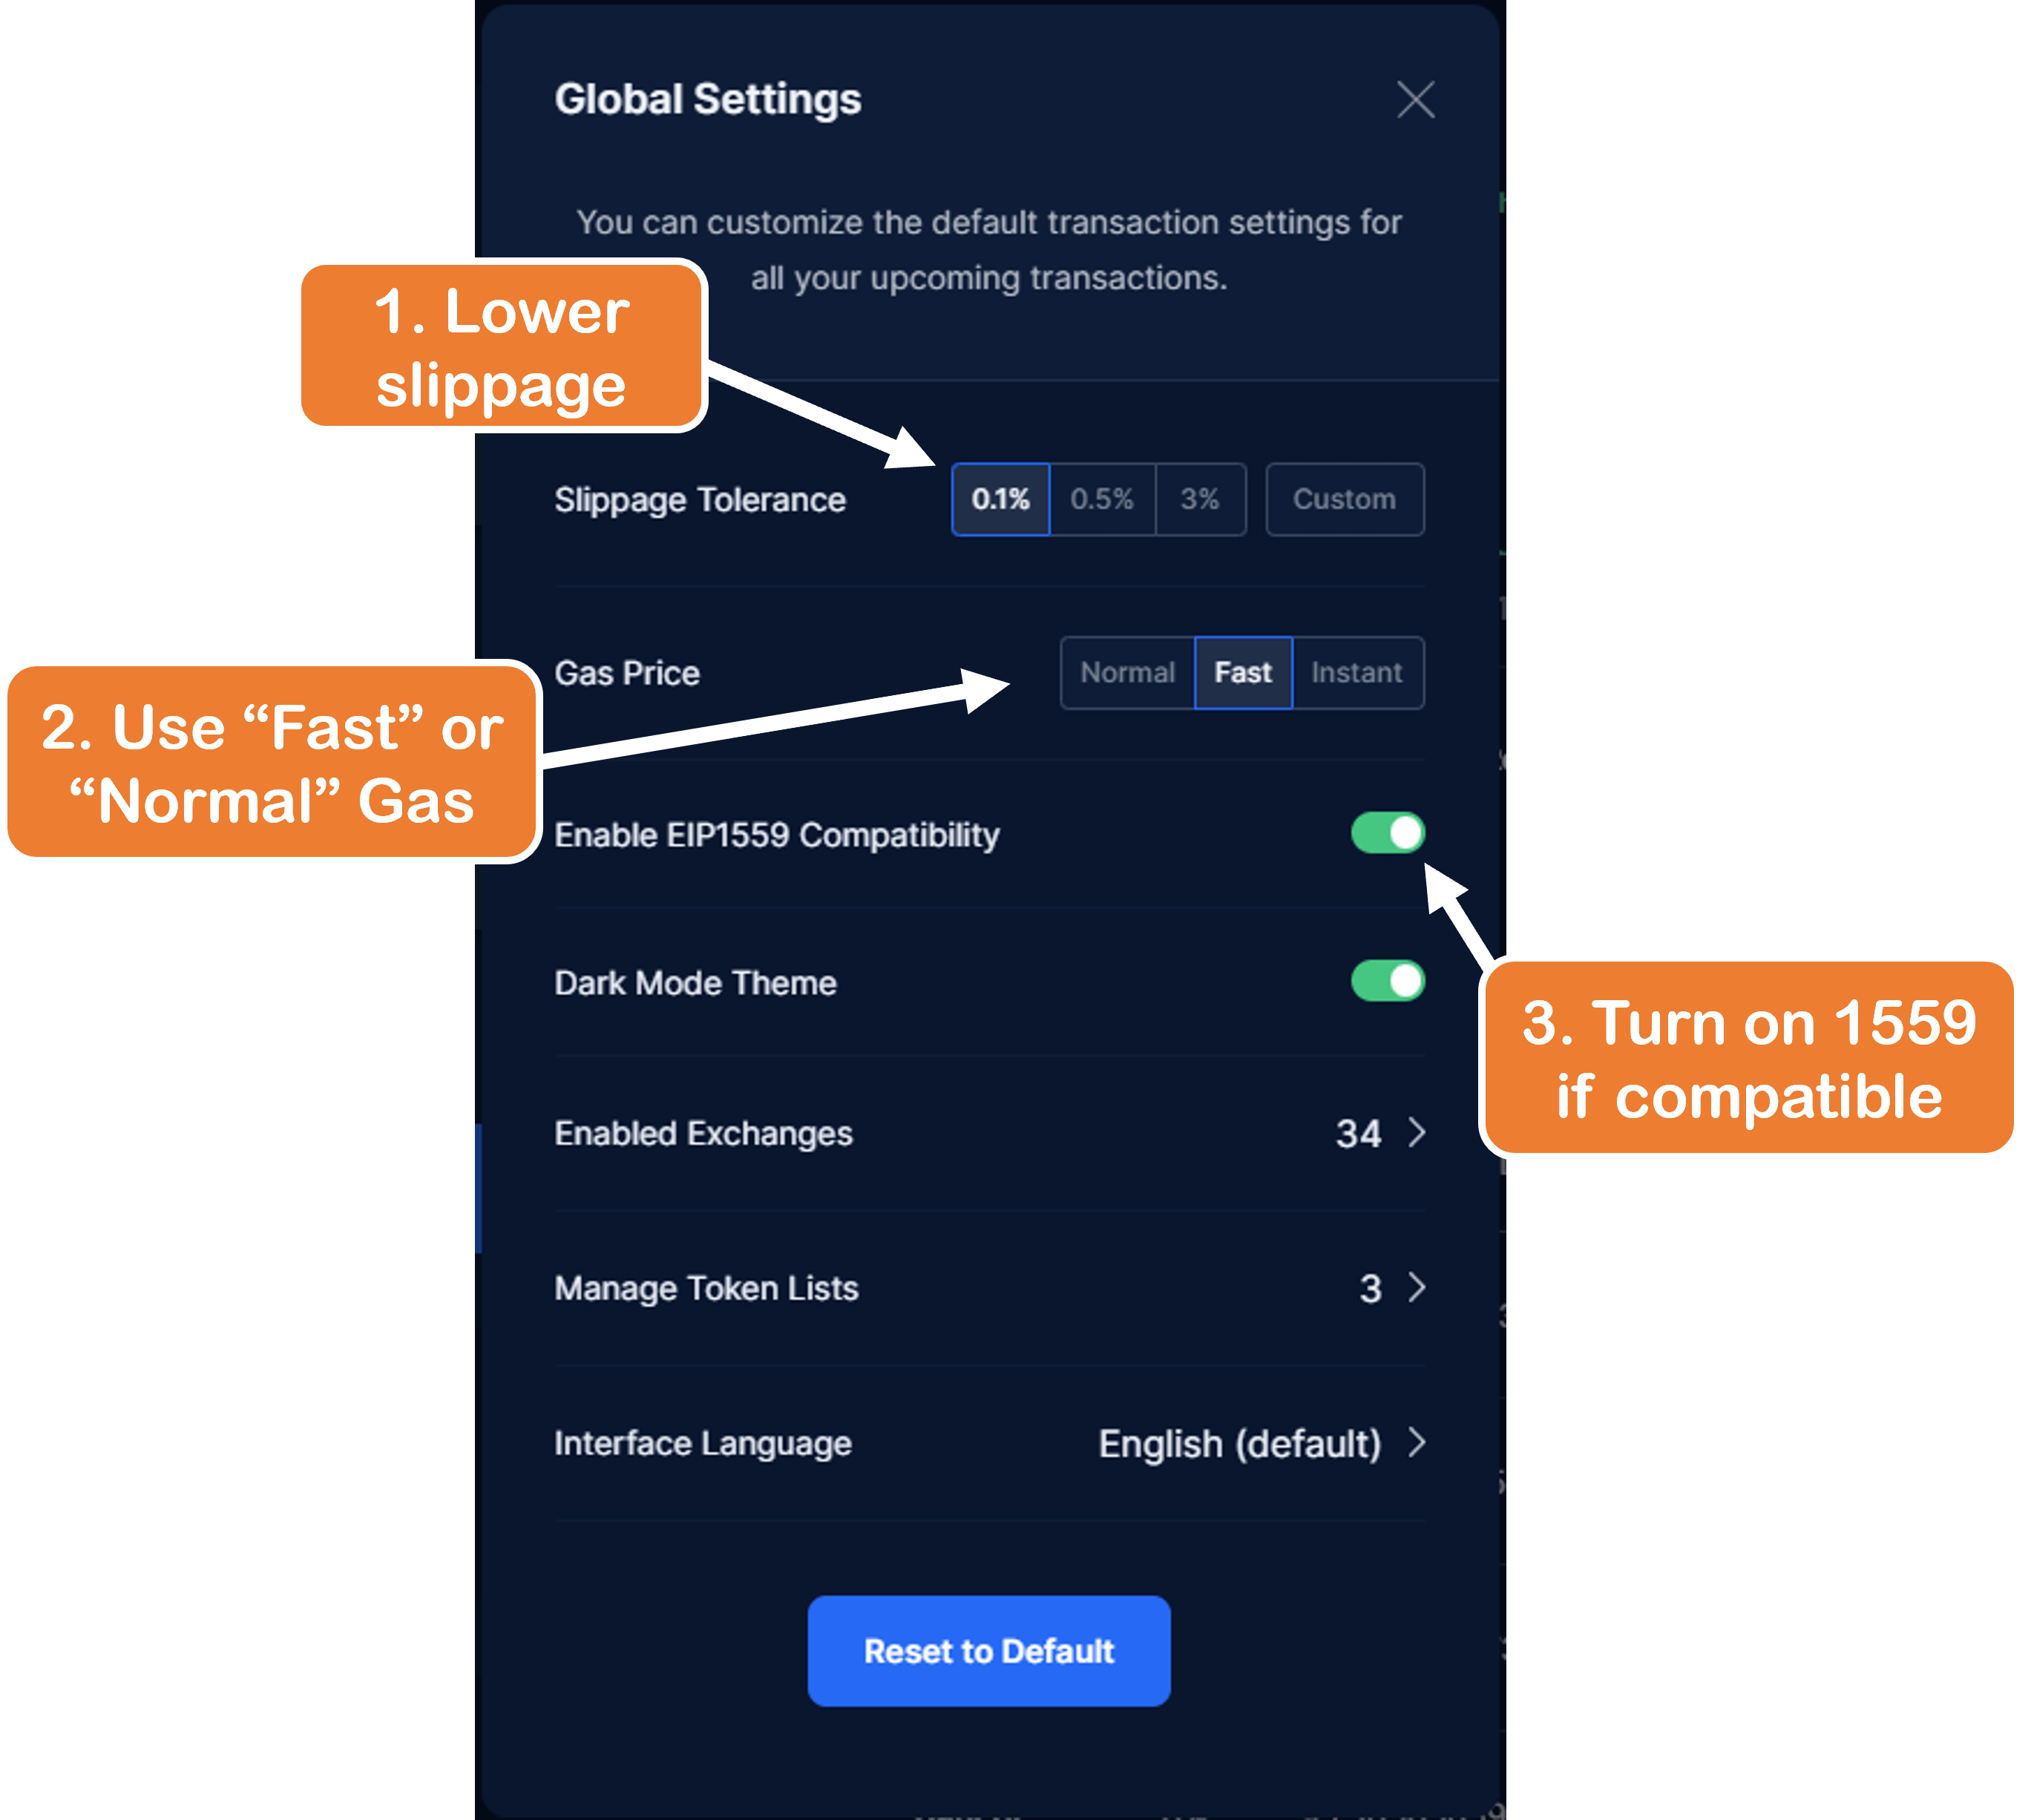 Global Settings
You can customize the default transaction settings for
all your upcoming transactions.
1. Lower
slippage
Slippage Tolerance 0.1% 0.5% 3% Custom
Gas Price Normal Fast Instant
2. Use “Fast” or
“Normal” Gas
Enable EIP1559 Compatibility
Dark Mode Theme
3. Turn on 1559
if compatible
Enabled Exchanges 34
Manage Token Lists 3
Interface Language English (default)
Reset to Default